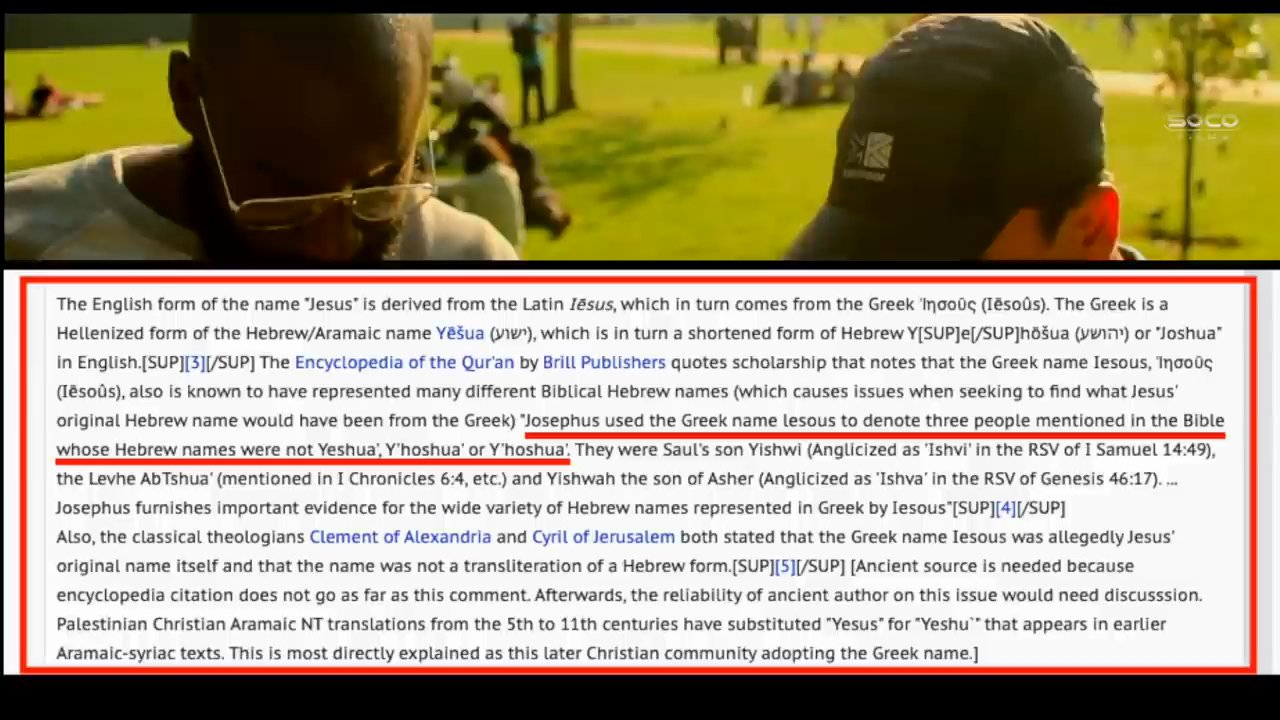 SOCO
FILMS
The English form of the name "Jesus" is derived from the Latin Iēsus, which in turn comes from the Greek Ἰησοῦς (Iēsoûs). The Greek is a
Hellenized form of the Hebrew/Aramaic name Yēšua (ישוע), which is in turn a shortened form of Hebrew Y[SUP]e[/SUP]hōšua (יהושע) or "Joshua"
in English.[SUP][3][/SUP] The Encyclopedia of the Qur'an by Brill Publishers quotes scholarship that notes that the Greek name Iesous, Ἰησοῦς
(Iēsoûs), also is known to have represented many different Biblical Hebrew names (which causes issues when seeking to find what Jesus'
original Hebrew name would have been from the Greek) "Josephus used the Greek name lesous to denote three people mentioned in the Bible
whose Hebrew names were not Yeshua', Y'hoshua' or Y'hoshua'. They were Saul's son Yishwi (Anglicized as 'Ishvi' in the RSV of I Samuel 14:49),
the Levhe AbTshua' (mentioned in I Chronicles 6:4, etc.) and Yishwah the son of Asher (Anglicized as 'Ishva' in the RSV of Genesis 46:17). ...
Josephus furnishes important evidence for the wide variety of Hebrew names represented in Greek by Iesous"[SUP][4][/SUP]
Also, the classical theologians Clement of Alexandria and Cyril of Jerusalem both stated that the Greek name Iesous was allegedly Jesus'
original name itself and that the name was not a transliteration of a Hebrew form.[SUP][5][/SUP] [Ancient source is needed because
encyclopedia citation does not go as far as this comment. Afterwards, the reliability of ancient author on this issue would need discusssion.
Palestinian Christian Aramaic NT translations from the 5th to 11th centuries have substituted "Yesus" for "Yeshu`" that appears in earlier
Aramaic-syriac texts. This is most directly explained as this later Christian community adopting the Greek name.]